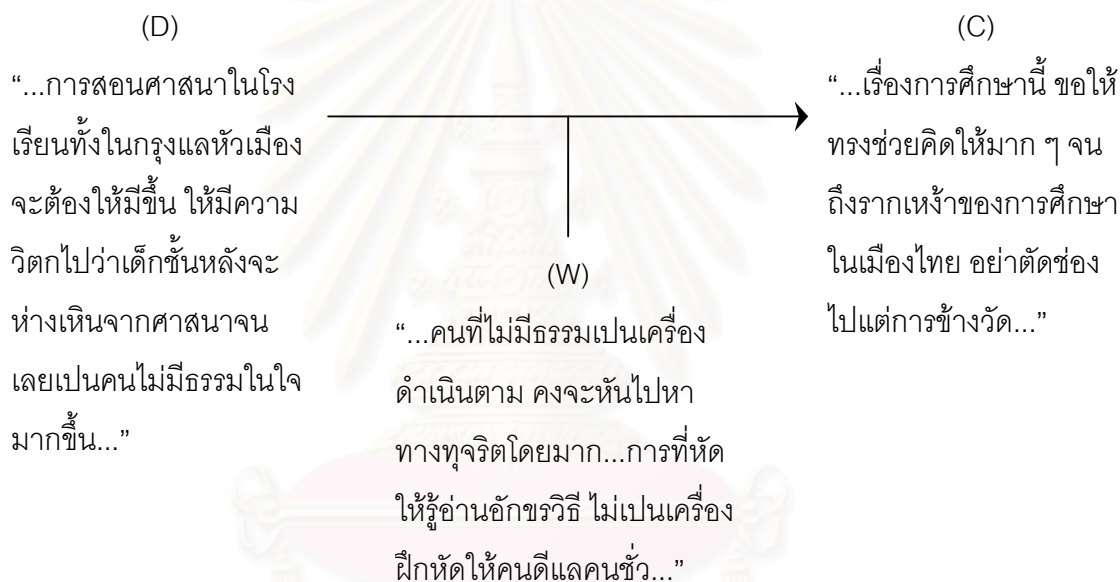 (D)
“...การสอนศาสนาในโรง
เรียนทั้งในกรุงแลหัวเมือง
จะต้องให้มีขึ้น ให้มีความ
วิตกไปว่าเด็กชั้นหลังจะ
ห่างเหินจากศาสนาจน
เลยเปนคนไม่มีธรรมในใจ
มากขึ้น...”
(W)
“...คนที่ไม่มีธรรมเปนเครื่อง
ดำเนินตาม คงจะหันไปหา
ทางทุจริตโดยมาก...การที่หัด
ให้รู้อ่านอักขรวิธี ไม่เปนเครื่อง
ฝึกหัดให้คนดีแลคนชั่ว...”
(C)
“...เรื่องการศึกษานี้ ขอให้
ทรงช่วยคิดให้มาก ๆ จน
ถึงรากเหง้าของการศึกษา
ในเมืองไทย อย่าตัดช่อง
ไปแต่การข้างวัด...”